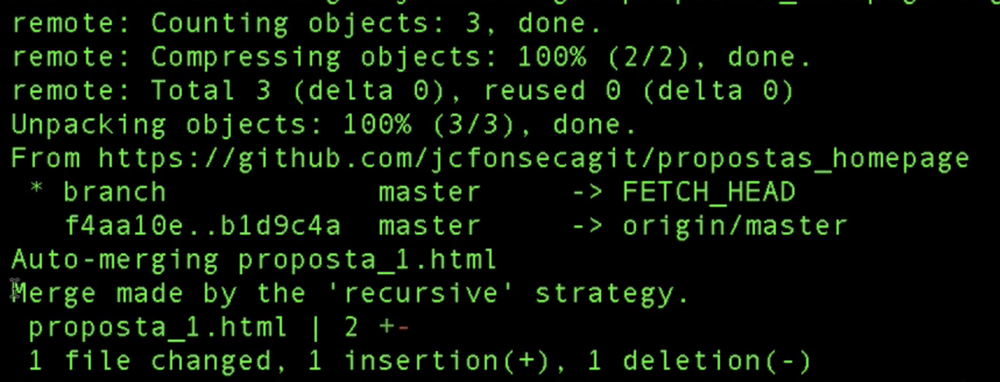 remote: Counting objects: 3, done.
remote: Compressing objects: 100% (2/2), done.
remote: Total 3 (delta 0), reused 0 (delta 0)
Unpacking objects: 100% (3/3), done.
From https://github.com/jcfonsecagit/propostas_homepage
 * branch            master     -> FETCH_HEAD
   f4aa10e..b1d9c4a  master     -> origin/master
Auto-merging proposta_1.html
Merge made by the 'recursive' strategy.
 proposta_1.html | 2 +-
 1 file changed, 1 insertion(+), 1 deletion(-)